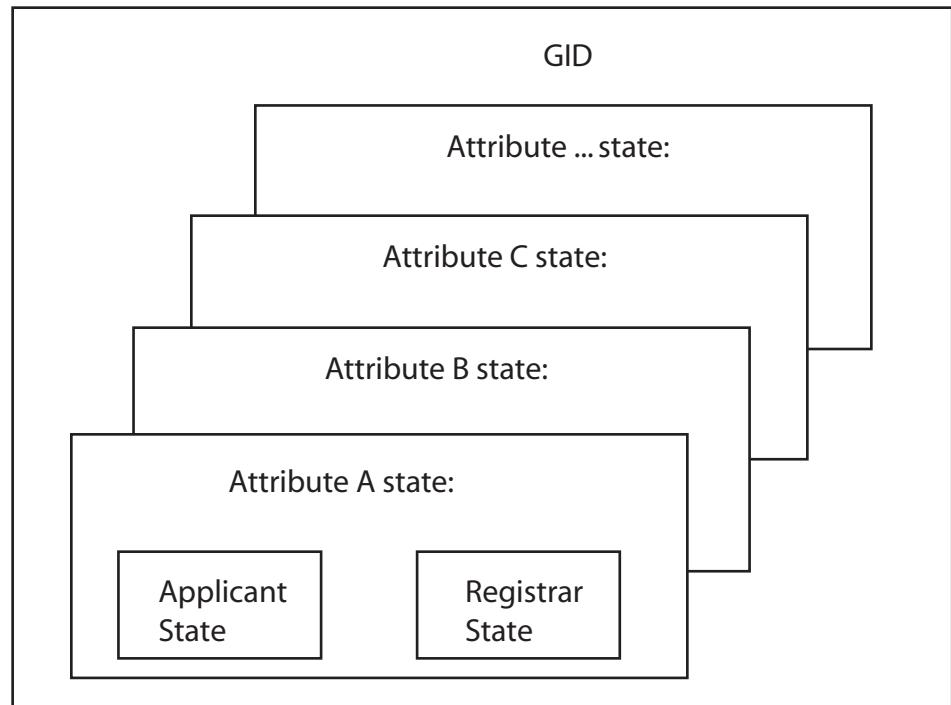 GID
Attribute ... state:
Attribute C state:
Attribute B state:
Attribute A state:
Applicant
State
Registrar
State